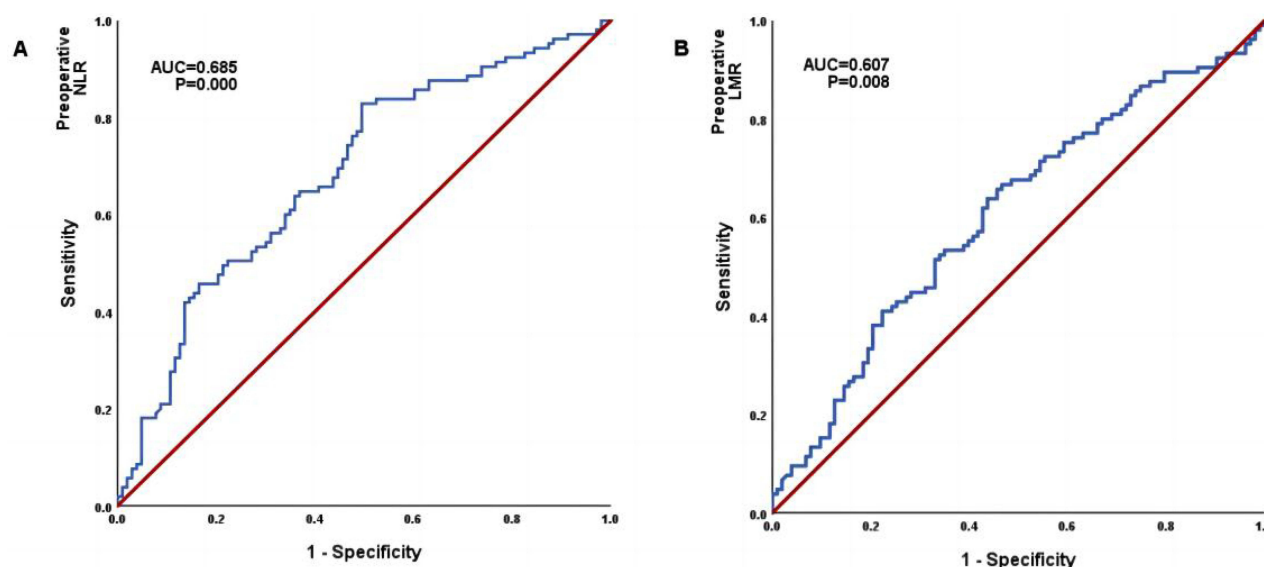 A
Preoperative
NLR
AUC=0.685
P=0.000
Sensitivity
1.0
0.8
0.6
0.4
0.2
0.0
0.0 0.2 0.4 0.6 0.8 1.0
1 - Specificity
B
Preoperative
LMR
AUC=0.607
P=0.008
Sensitivity
1.0
0.8
0.6
0.4
0.2
0.0
0.0 0.2 0.4 0.6 0.8
1 - Specificity